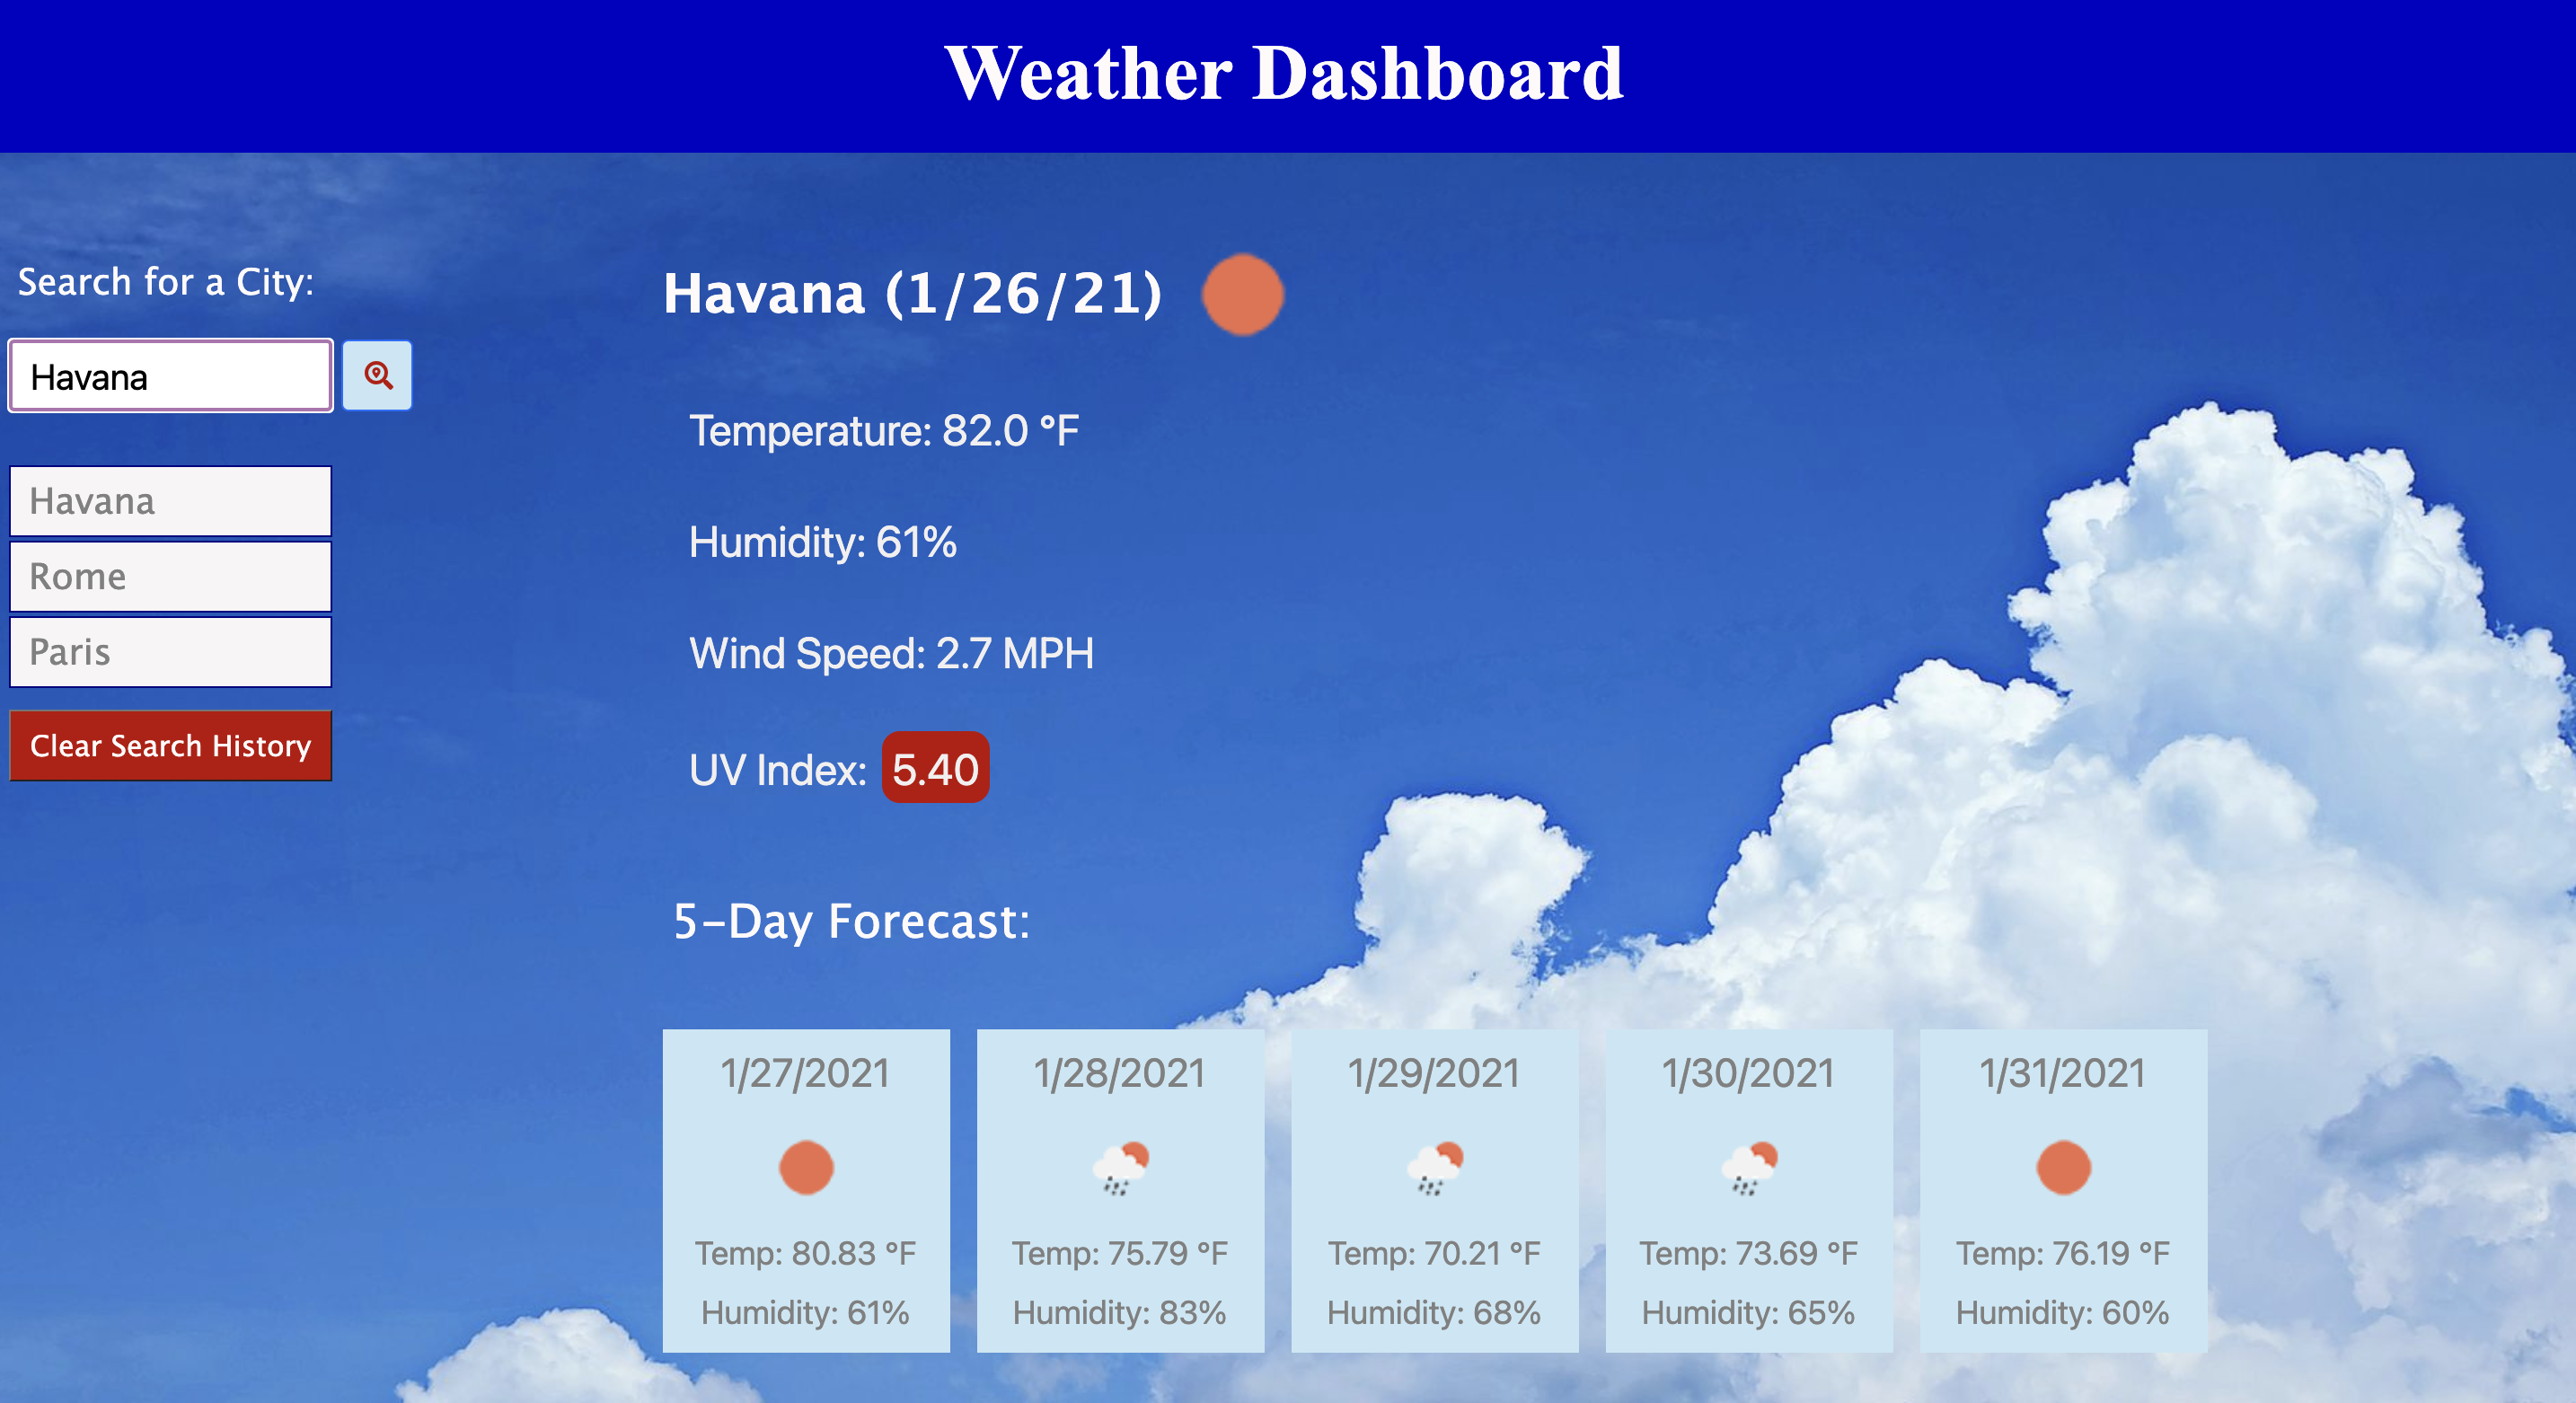 Weather Dashboard
Search for a City:
Havana
Havana
Rome
Paris
Clear Search History
Havana (1/26/21)
Temperature: 82.0 °F
Humidity: 61%
Wind Speed: 2.7 MPH
UV Index: 5.40
5-Day Forecast:
1/27/2021
Temp: 80.83 °F
Humidity: 61%
1/28/2021
Temp: 75.79 °F
Humidity: 83%
1/29/2021
Temp: 70.21 °F
Humidity: 68%
1/30/2021
Temp: 73.69 °F
Humidity: 65%
1/31/2021
Temp: 76.19 °F
Humidity: 60%